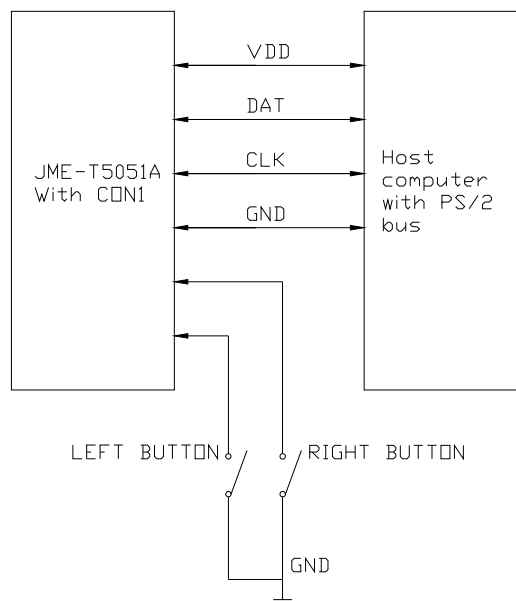 VDD
DAT
CLK
GND
JME-T5051A
With CON1
Host
computer
with PS/2
bus
LEFT BUTTON
RIGHT BUTTON
GND